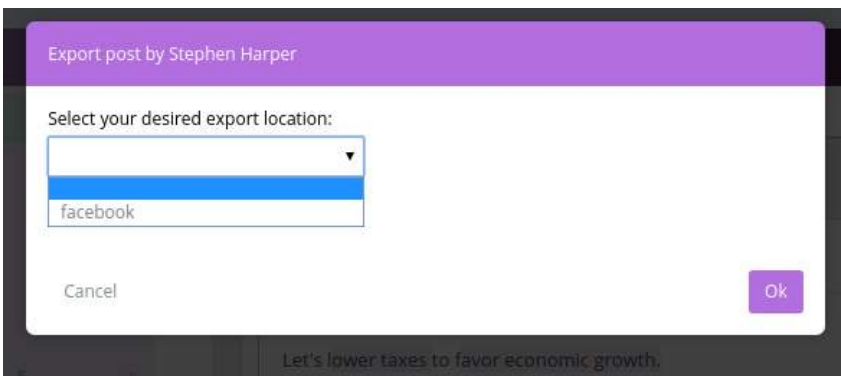 Export post by Stephen Harper
Select your desired export location:
facebook
Cancel
Ok
Let's lower taxes to favor economic growth.